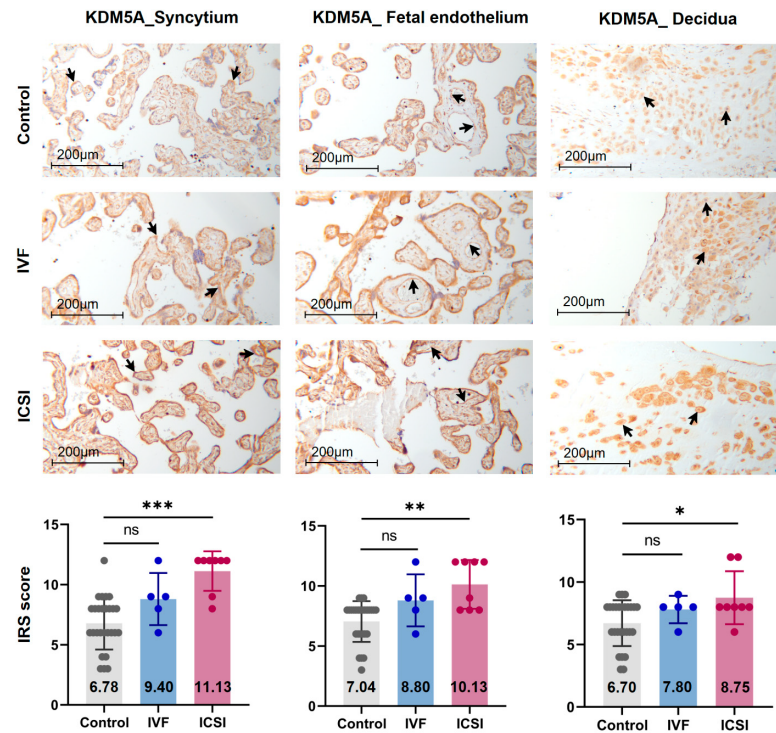 KDM5A_Syncytium
KDM5A_ Fetal endothelium
KDM5A_ Decidua
Control
200μm
200μm
200μm
IVF
200μm
200μm
200μm
ICSI
200μm
200μm
200μm
IRS score
15
10
5
0
***
ns
6.78
9.40
11.13
Control
IVF
ICSI
15
10
5
0
**
ns
7.04
8.80
10.13
Control
IVF
ICSI
15
10
5
0
*
ns
6.70
7.80
8.75
Control
IVF
ICSI